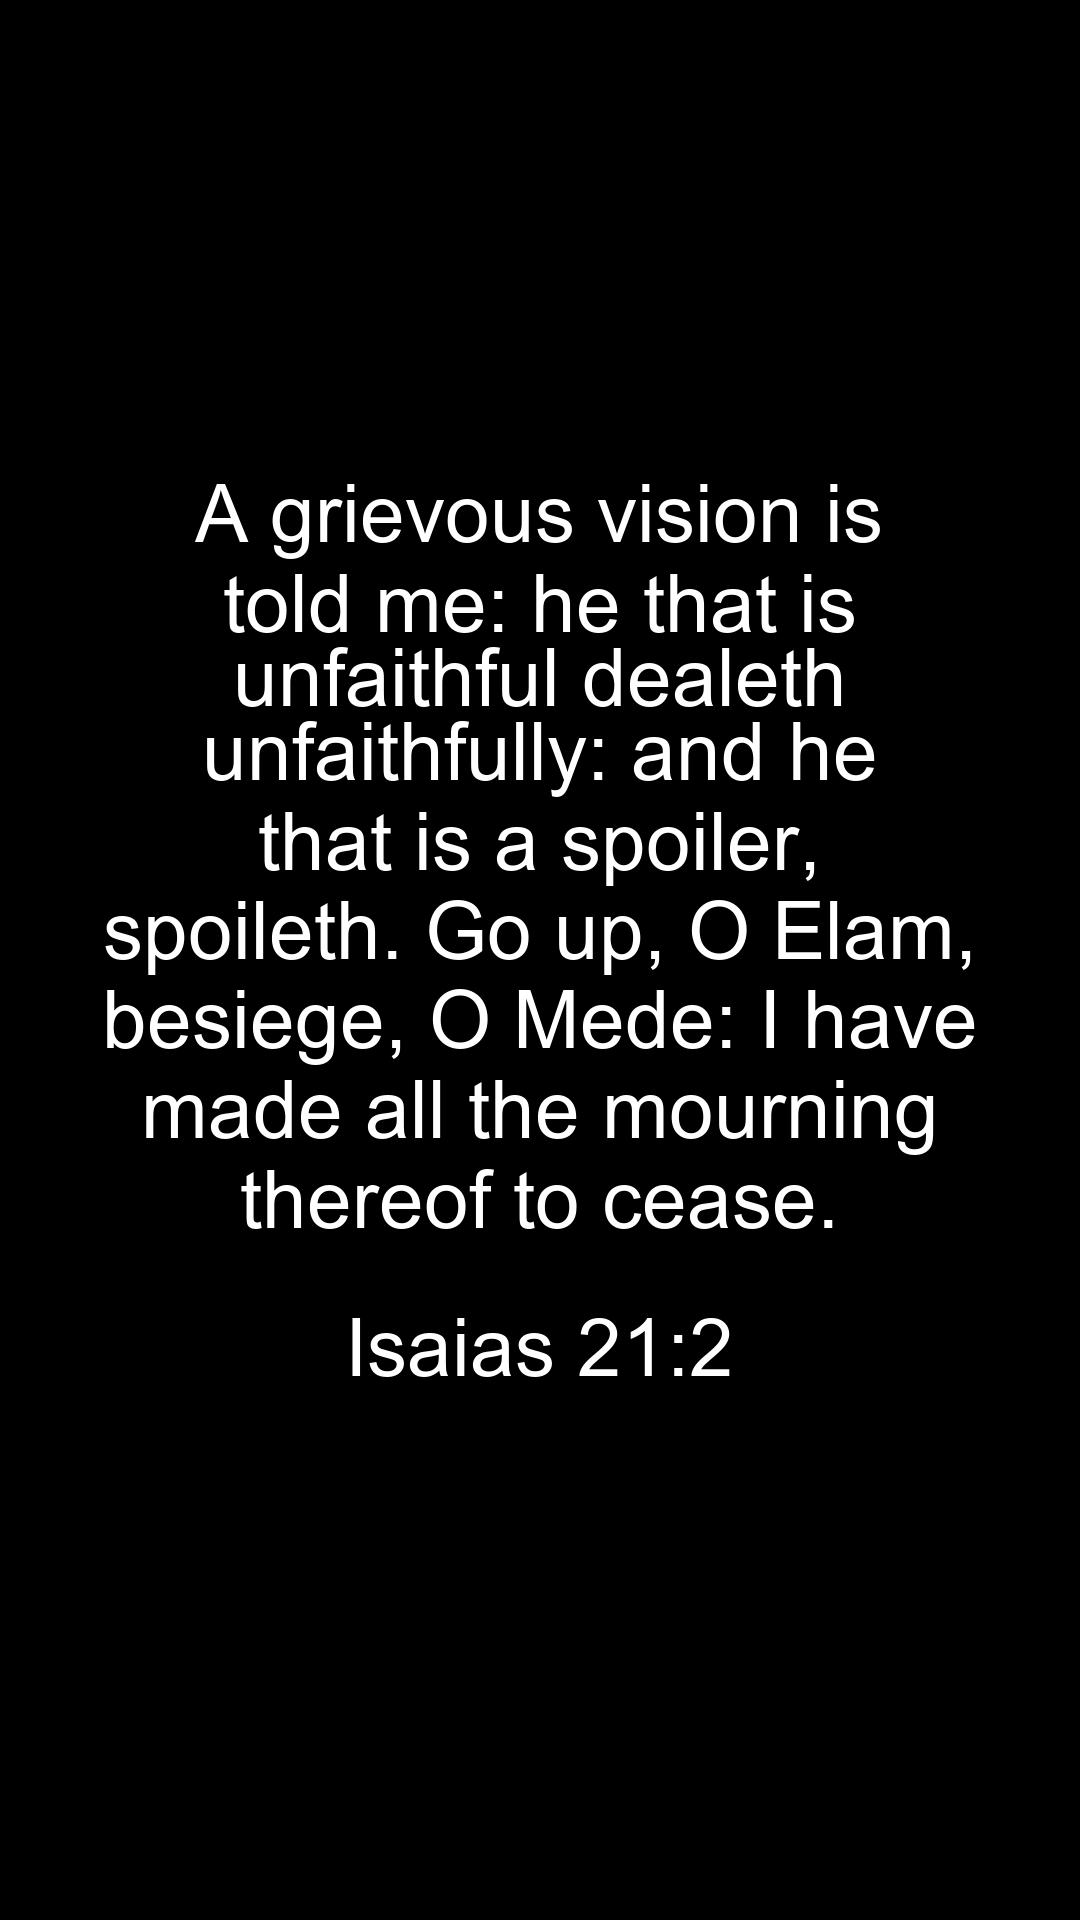 A grievous vision is
told me: he that is
unfaithful dealeth
unfaithfully: and he
that is a spoiler,
spoileth. Go up, O Elam,
besiege, O Mede: I have
made all the mourning
thereof to cease.
Isaias 21:2